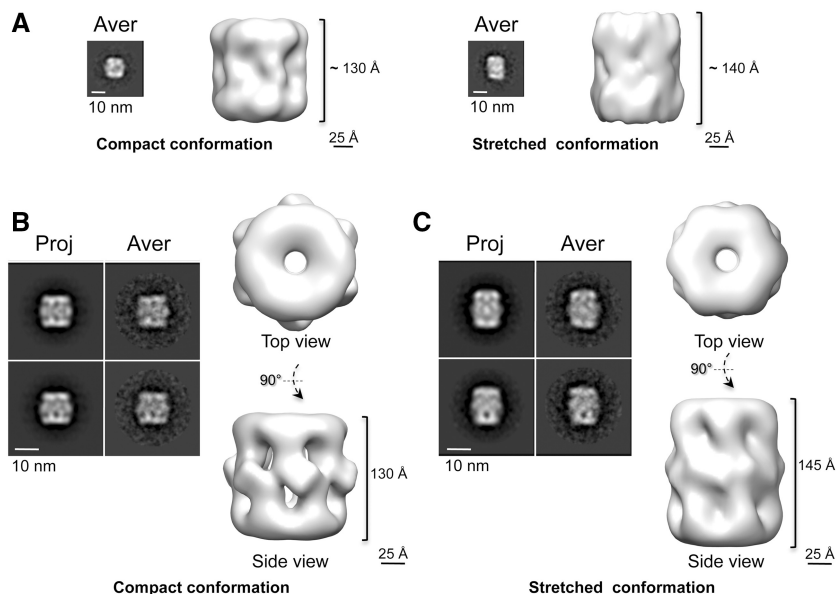 A
Aver
10 nm
~ 130 Å
25 Å
Compact conformation
Aver
10 nm
~ 140 Å
25 Å
Stretched conformation
B
Proj Aver
10 nm
Top view
90°
130 Å
25 Å
Side view
Compact conformation
C
Proj Aver
10 nm
Top view
90°
145 Å
25 Å
Side view
Stretched conformation